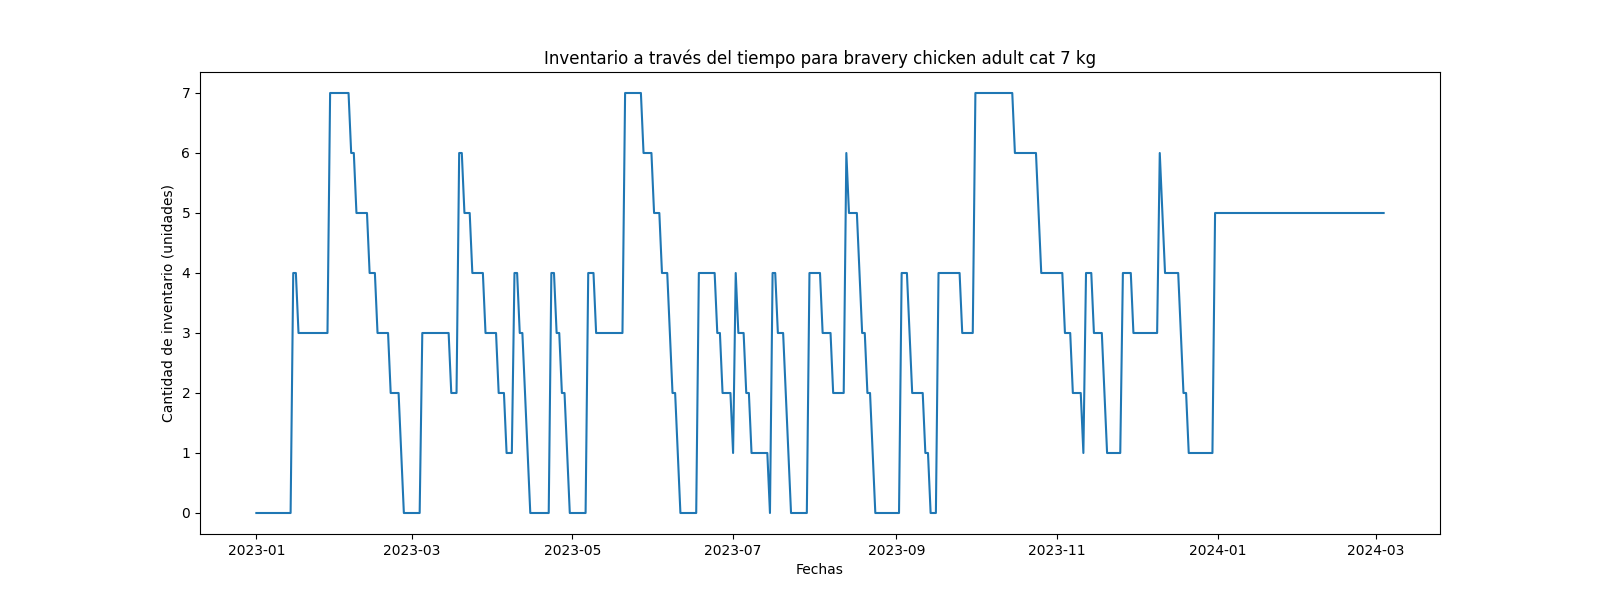 Inventario a través del tiempo para bravery chicken adult cat 7 kg
Cantidad de inventario (unidades)
7
6
5
4
3
2
1
0
2023-01 2023-03 2023-05 2023-07 2023-09 2023-11 2024-01 2024-03
Fechas